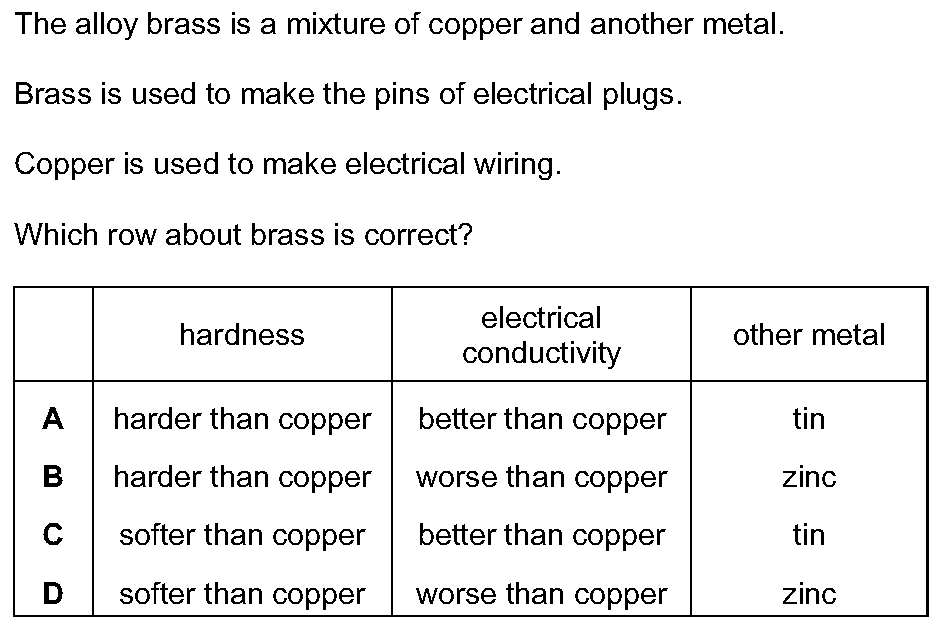 The alloy brass is a mixture of copper and another metal.
Brass is used to make the pins of electrical plugs.
Copper is used to make electrical wiring.
Which row about brass is correct?
hardness electrical conductivity other metal
A harder than copper better than copper tin
B harder than copper worse than copper zinc
C softer than copper better than copper tin
D softer than copper worse than copper zinc